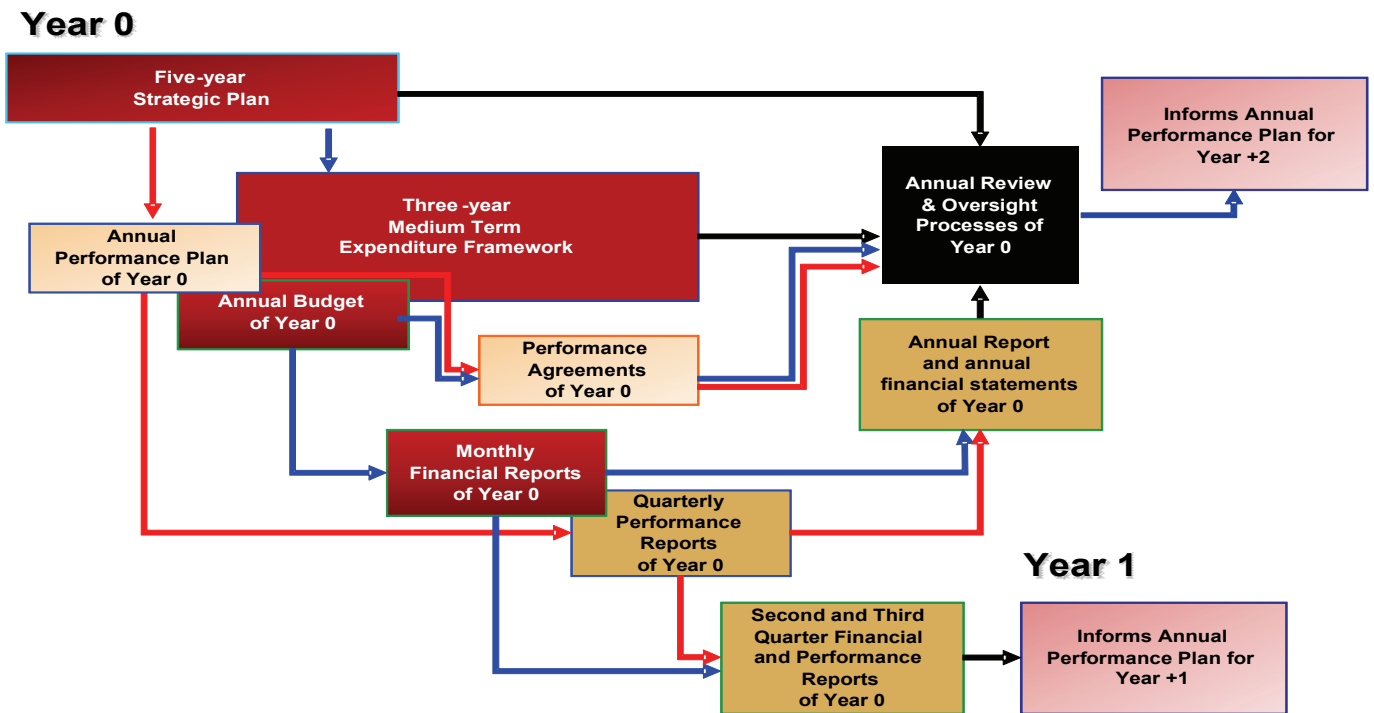 Year 0
Five-year
Strategic Plan
Informs Annual
Performance Plan for
Year +2
Annual Review
& Oversight
Processes of
Year 0
Three -year
Medium Term
Expenditure Framework
Annual
Performance Plan
of Year 0
Annual Budget
of Year 0
Performance
Agreements
of Year 0
Annual Report
and annual
financial statements
of Year 0
Monthly
Financial Reports
of Year 0
Quarterly
Performance
Reports
of Year 0
Year 1
Second and Third
Quarter Financial
and Performance
Reports
of Year 0
Informs Annual
Performance Plan for
Year +1